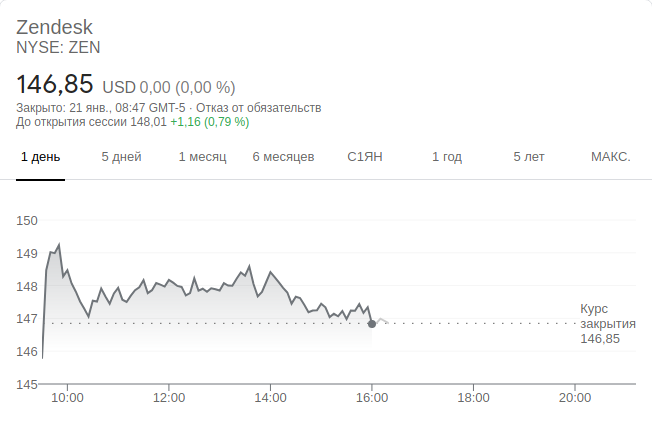 Zendesk
NYSE: ZEN
146,85 USD 0,00 (0,00 %)
Закрыто: 21 янв., 08:47 GMT-5 · Отказ от обязательств
До открытия сессии 148,01 +1,16 (0,79 %)
1 день 5 дней 1 месяц 6 месяцев С1ЯН 1 год 5 лет МАКС.
150
149
148
147
146
145
Курс
закрытия
146,85
10:00 12:00 14:00 16:00 18:00 20:00